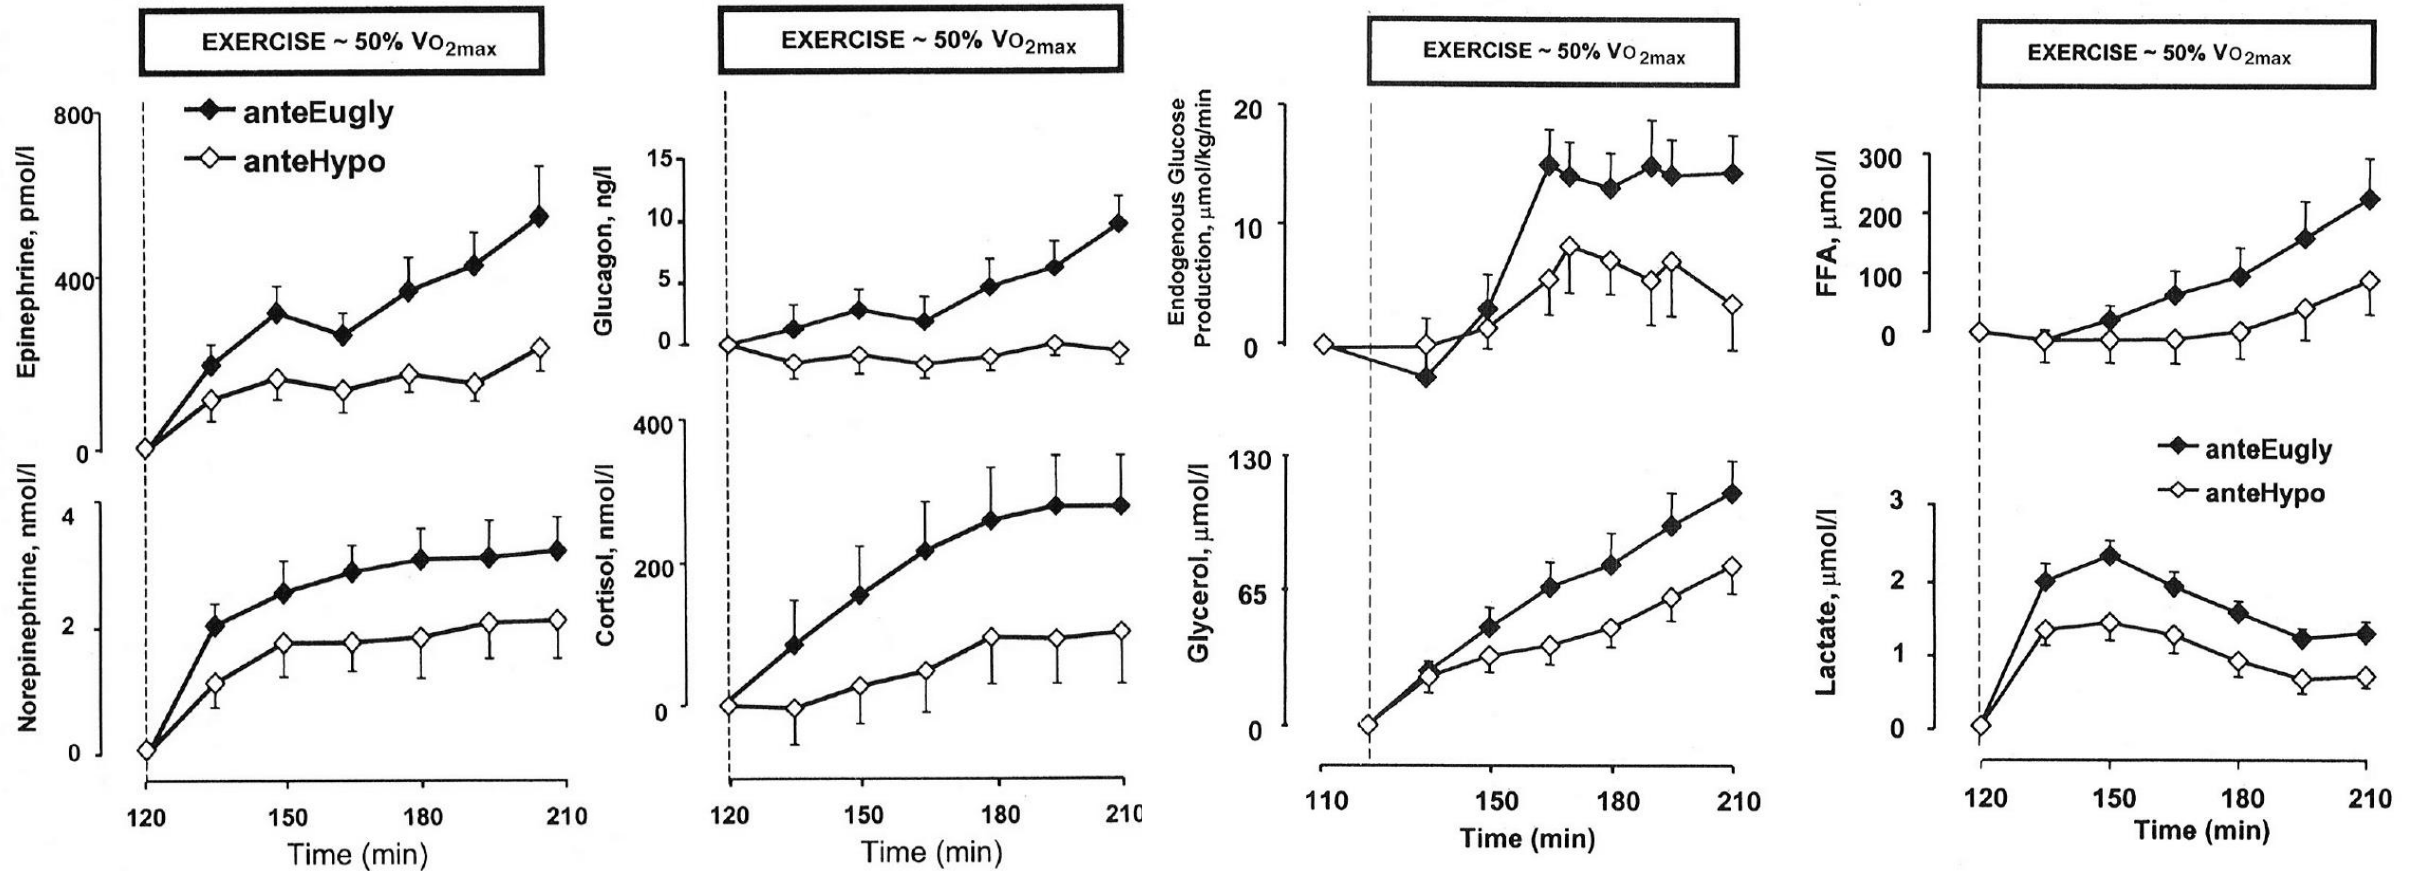 EXERCISE ~ 50% VO2max
anteEugly
anteHypo
Epinephrine, pmol/l
800
400
0
Norepinephrine, nmol/l
4
2
0
120 150 180 210
Time (min)
EXERCISE ~ 50% VO2max
Glucagon, ng/l
15
10
5
0
Cortisol, nmol/l
400
200
0
120 150 180 210
Time (min)
EXERCISE ~ 50% VO2max
Endogenous Glucose
Production, µmol/kg/min
20
10
0
Glycerol, µmol/l
130
65
0
110 150 180 210
Time (min)
EXERCISE ~ 50% VO2max
FFA, µmol/l
300
200
100
0
anteEugly
anteHypo
Lactate, µmol/l
3
2
1
0
120 150 180 210
Time (min)